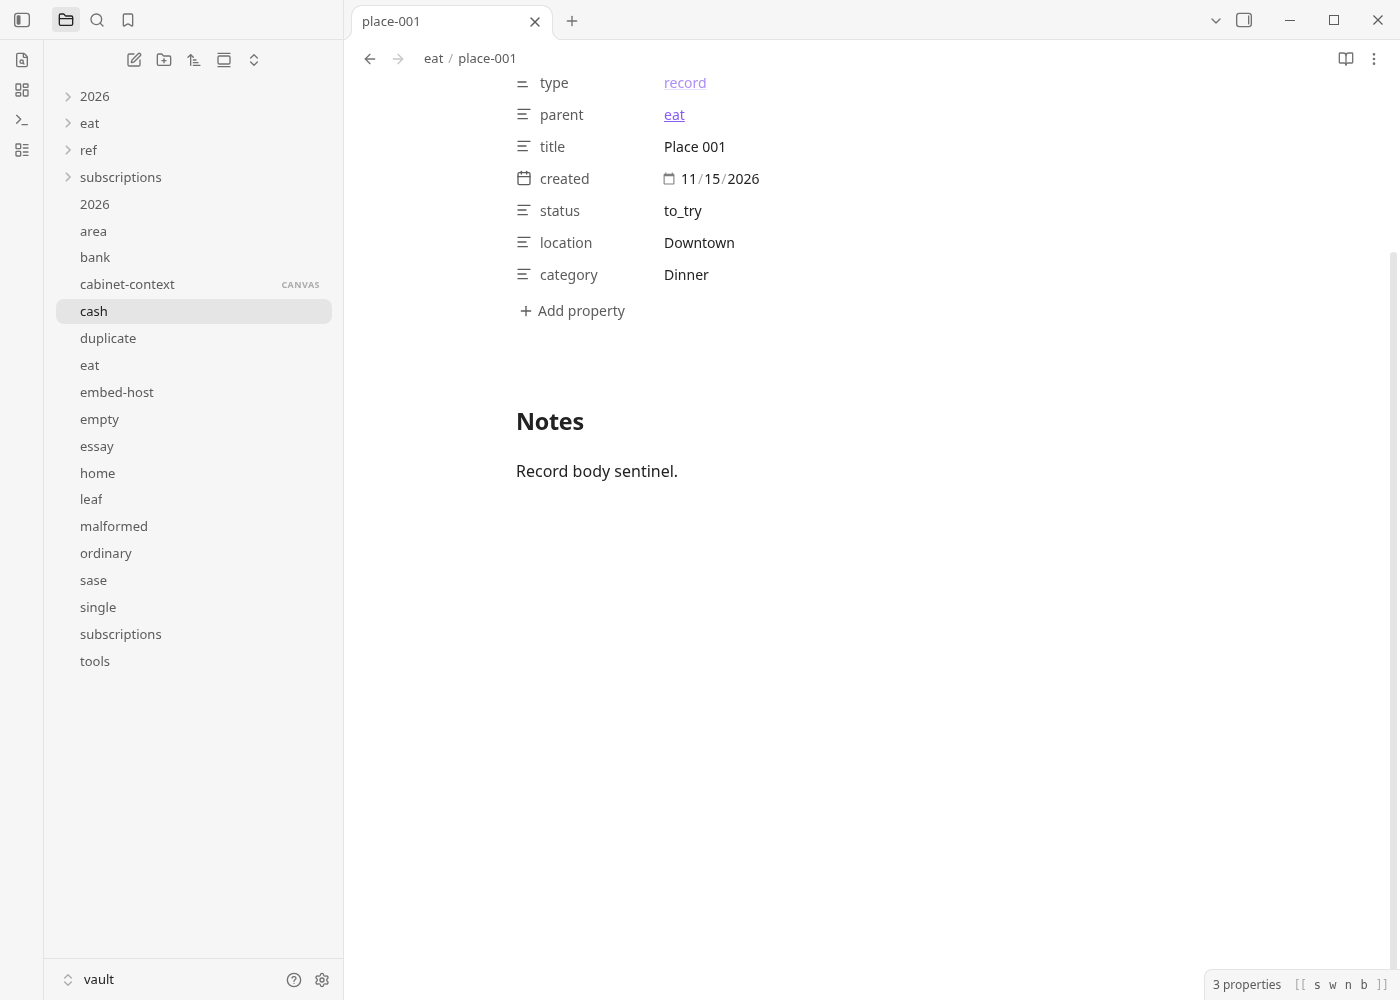 place-001
eat / place-001
2026
eat
ref
subscriptions
2026
area
bank
cabinet-context CANVAS
cash
duplicate
eat
embed-host
empty
essay
home
leaf
malformed
ordinary
sase
single
subscriptions
tools
vault
type record
parent eat
title Place 001
created 11/15/2026
status to_try
location Downtown
category Dinner
Add property
Notes
Record body sentinel.
3 properties [[ s w n b ]]